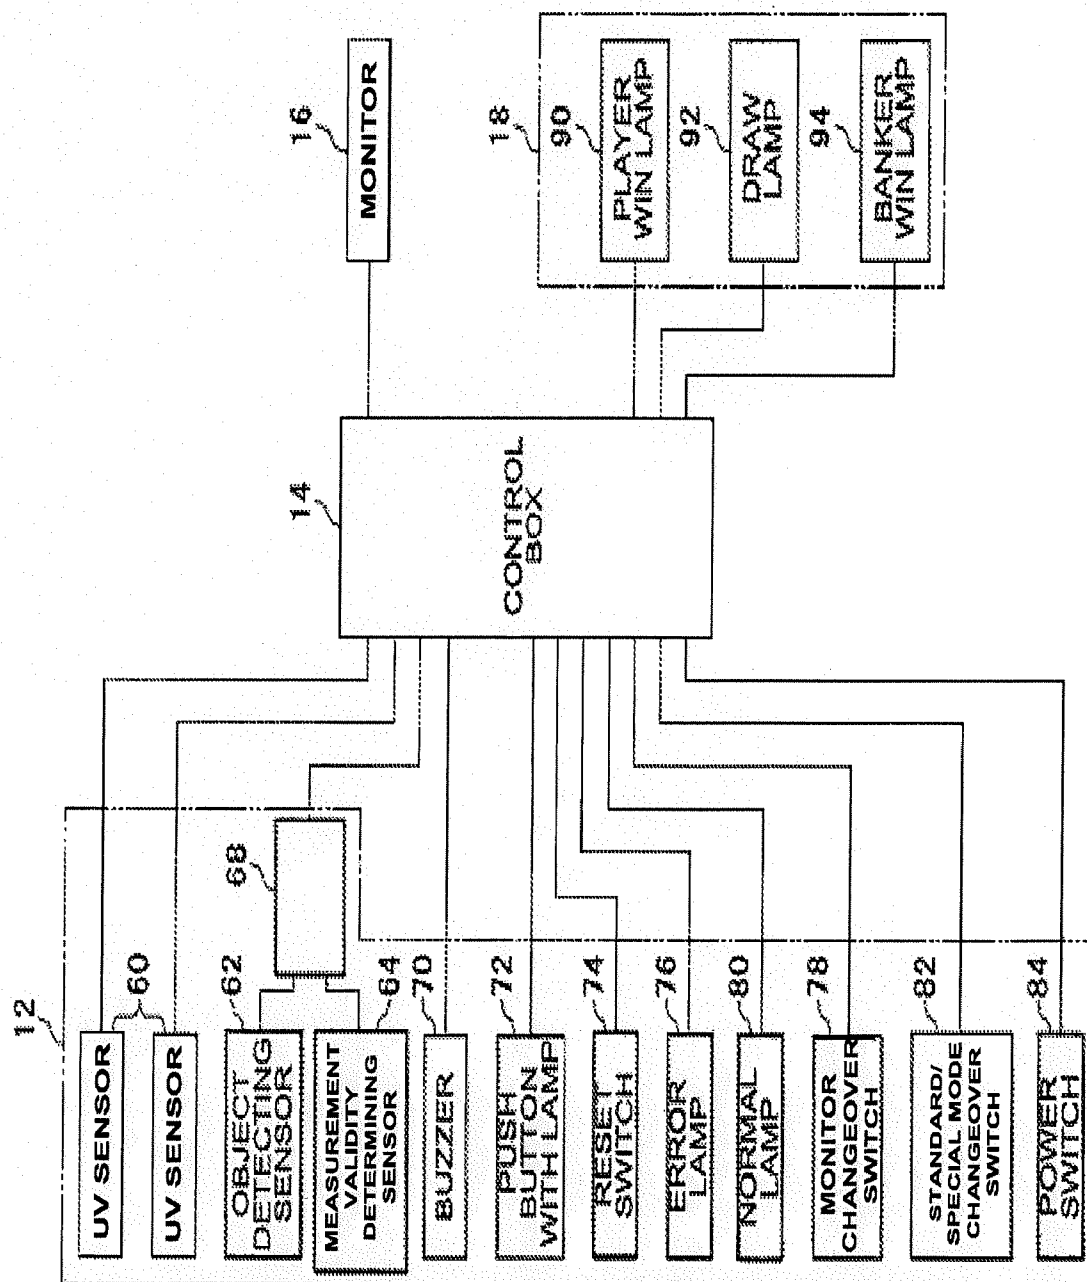 12
UV SENSOR
60
UV SENSOR
OBJECT
DETECTING
SENSOR
62
68
MEASUREMENT
VALIDITY
DETERMINING
SENSOR
64
BUZZER
70
PUSH
BUTTON
WITH LAMP
72
RESET
SWITCH
74
ERROR
LAMP
76
NORMAL
LAMP
80
MONITOR
CHANGEOVER
SWITCH
78
STANDARD/
SPECIAL MODE
CHANGEOVER
SWITCH
82
POWER
SWITCH
84
14
CONTROL
BOX
16
MONITOR
18
90
PLAYER
WIN LAMP
92
DRAW
LAMP
94
BANKER
WIN LAMP